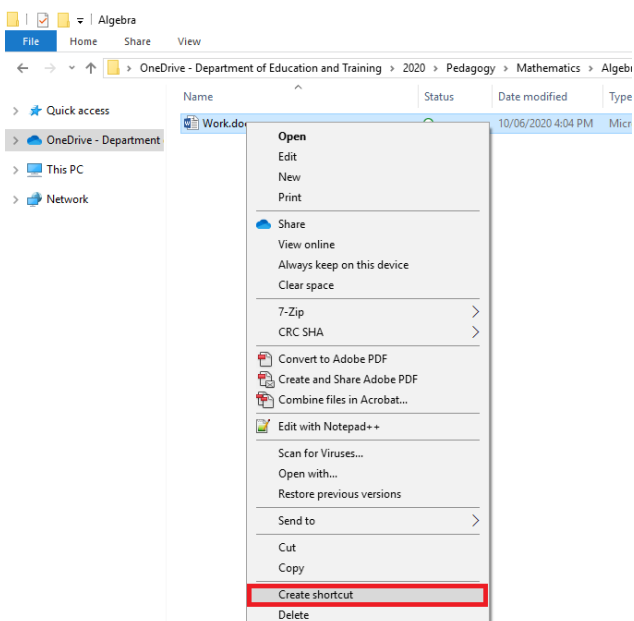 Algebra
File Home Share View
OneDrive - Department of Education and Training > 2020 > Pedagogy > Mathematics >
Name Status Date modified Type
Quick access
OneDrive - Department
This PC
Network
10/06/2020 4:04 PM
Open
Edit
New
Print
Share
View online
Always keep on this device
Clear space
7-Zip
CRC SHA
Convert to Adobe PDF
Create and Share Adobe PDF
Combine files in Acrobat...
Edit with Notepad++
Scan for Viruses...
Open with...
Restore previous versions
Send to
Cut
Copy
Create shortcut
Delete